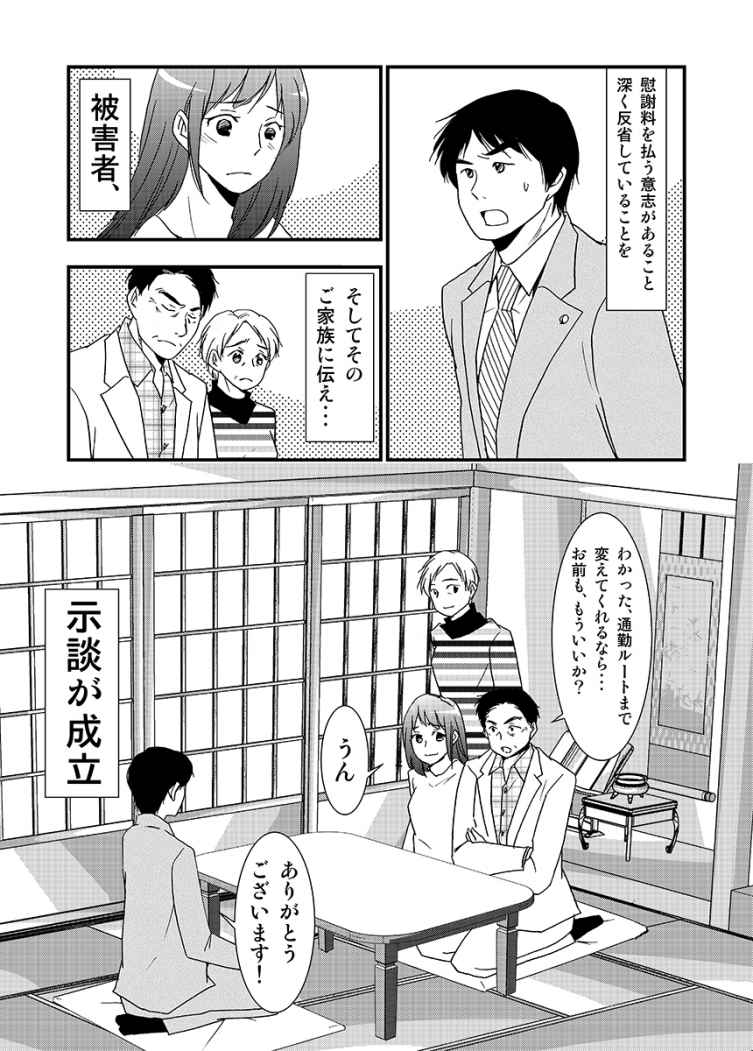 慰謝料を払う意志があること
深く反省していることを
被害者、
そしてその
ご家族に伝え・・・
わかった、通勤ルートまで
変えてくれるなら・・・
お前も、もういいか？
うん
示談が成立
ありがとう
ございます！